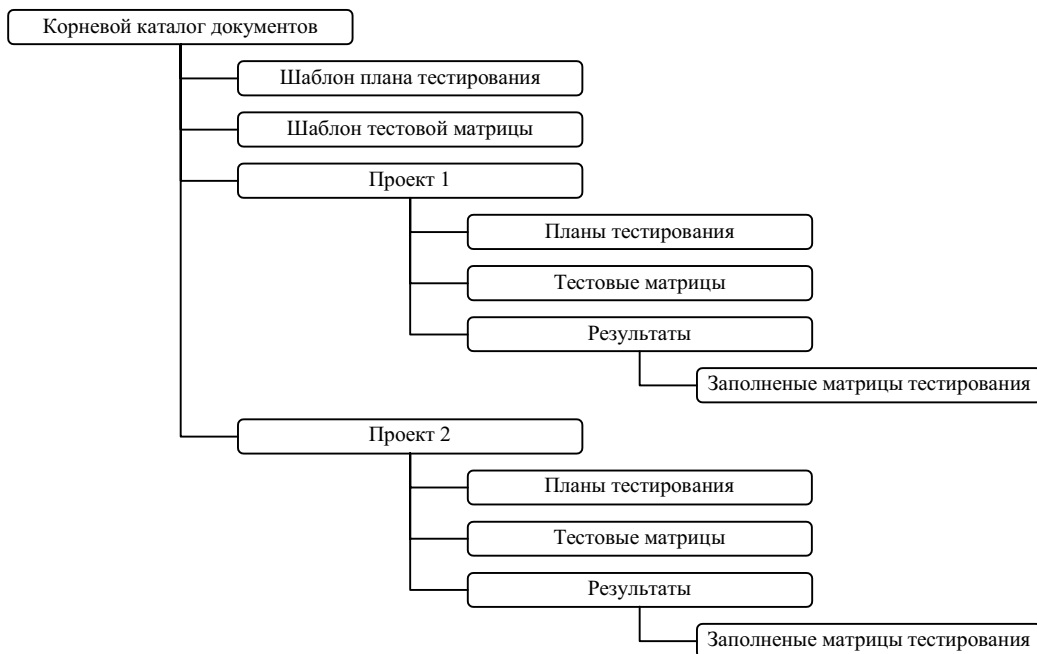 Корневой каталог документов
Шаблон плана тестирования
Шаблон тестовой матрицы
Проект 1
Планы тестирования
Тестовые матрицы
Результаты
Заполненые матрицы тестирования
Проект 2
Планы тестирования
Тестовые матрицы
Результаты
Заполненые матрицы тестирования